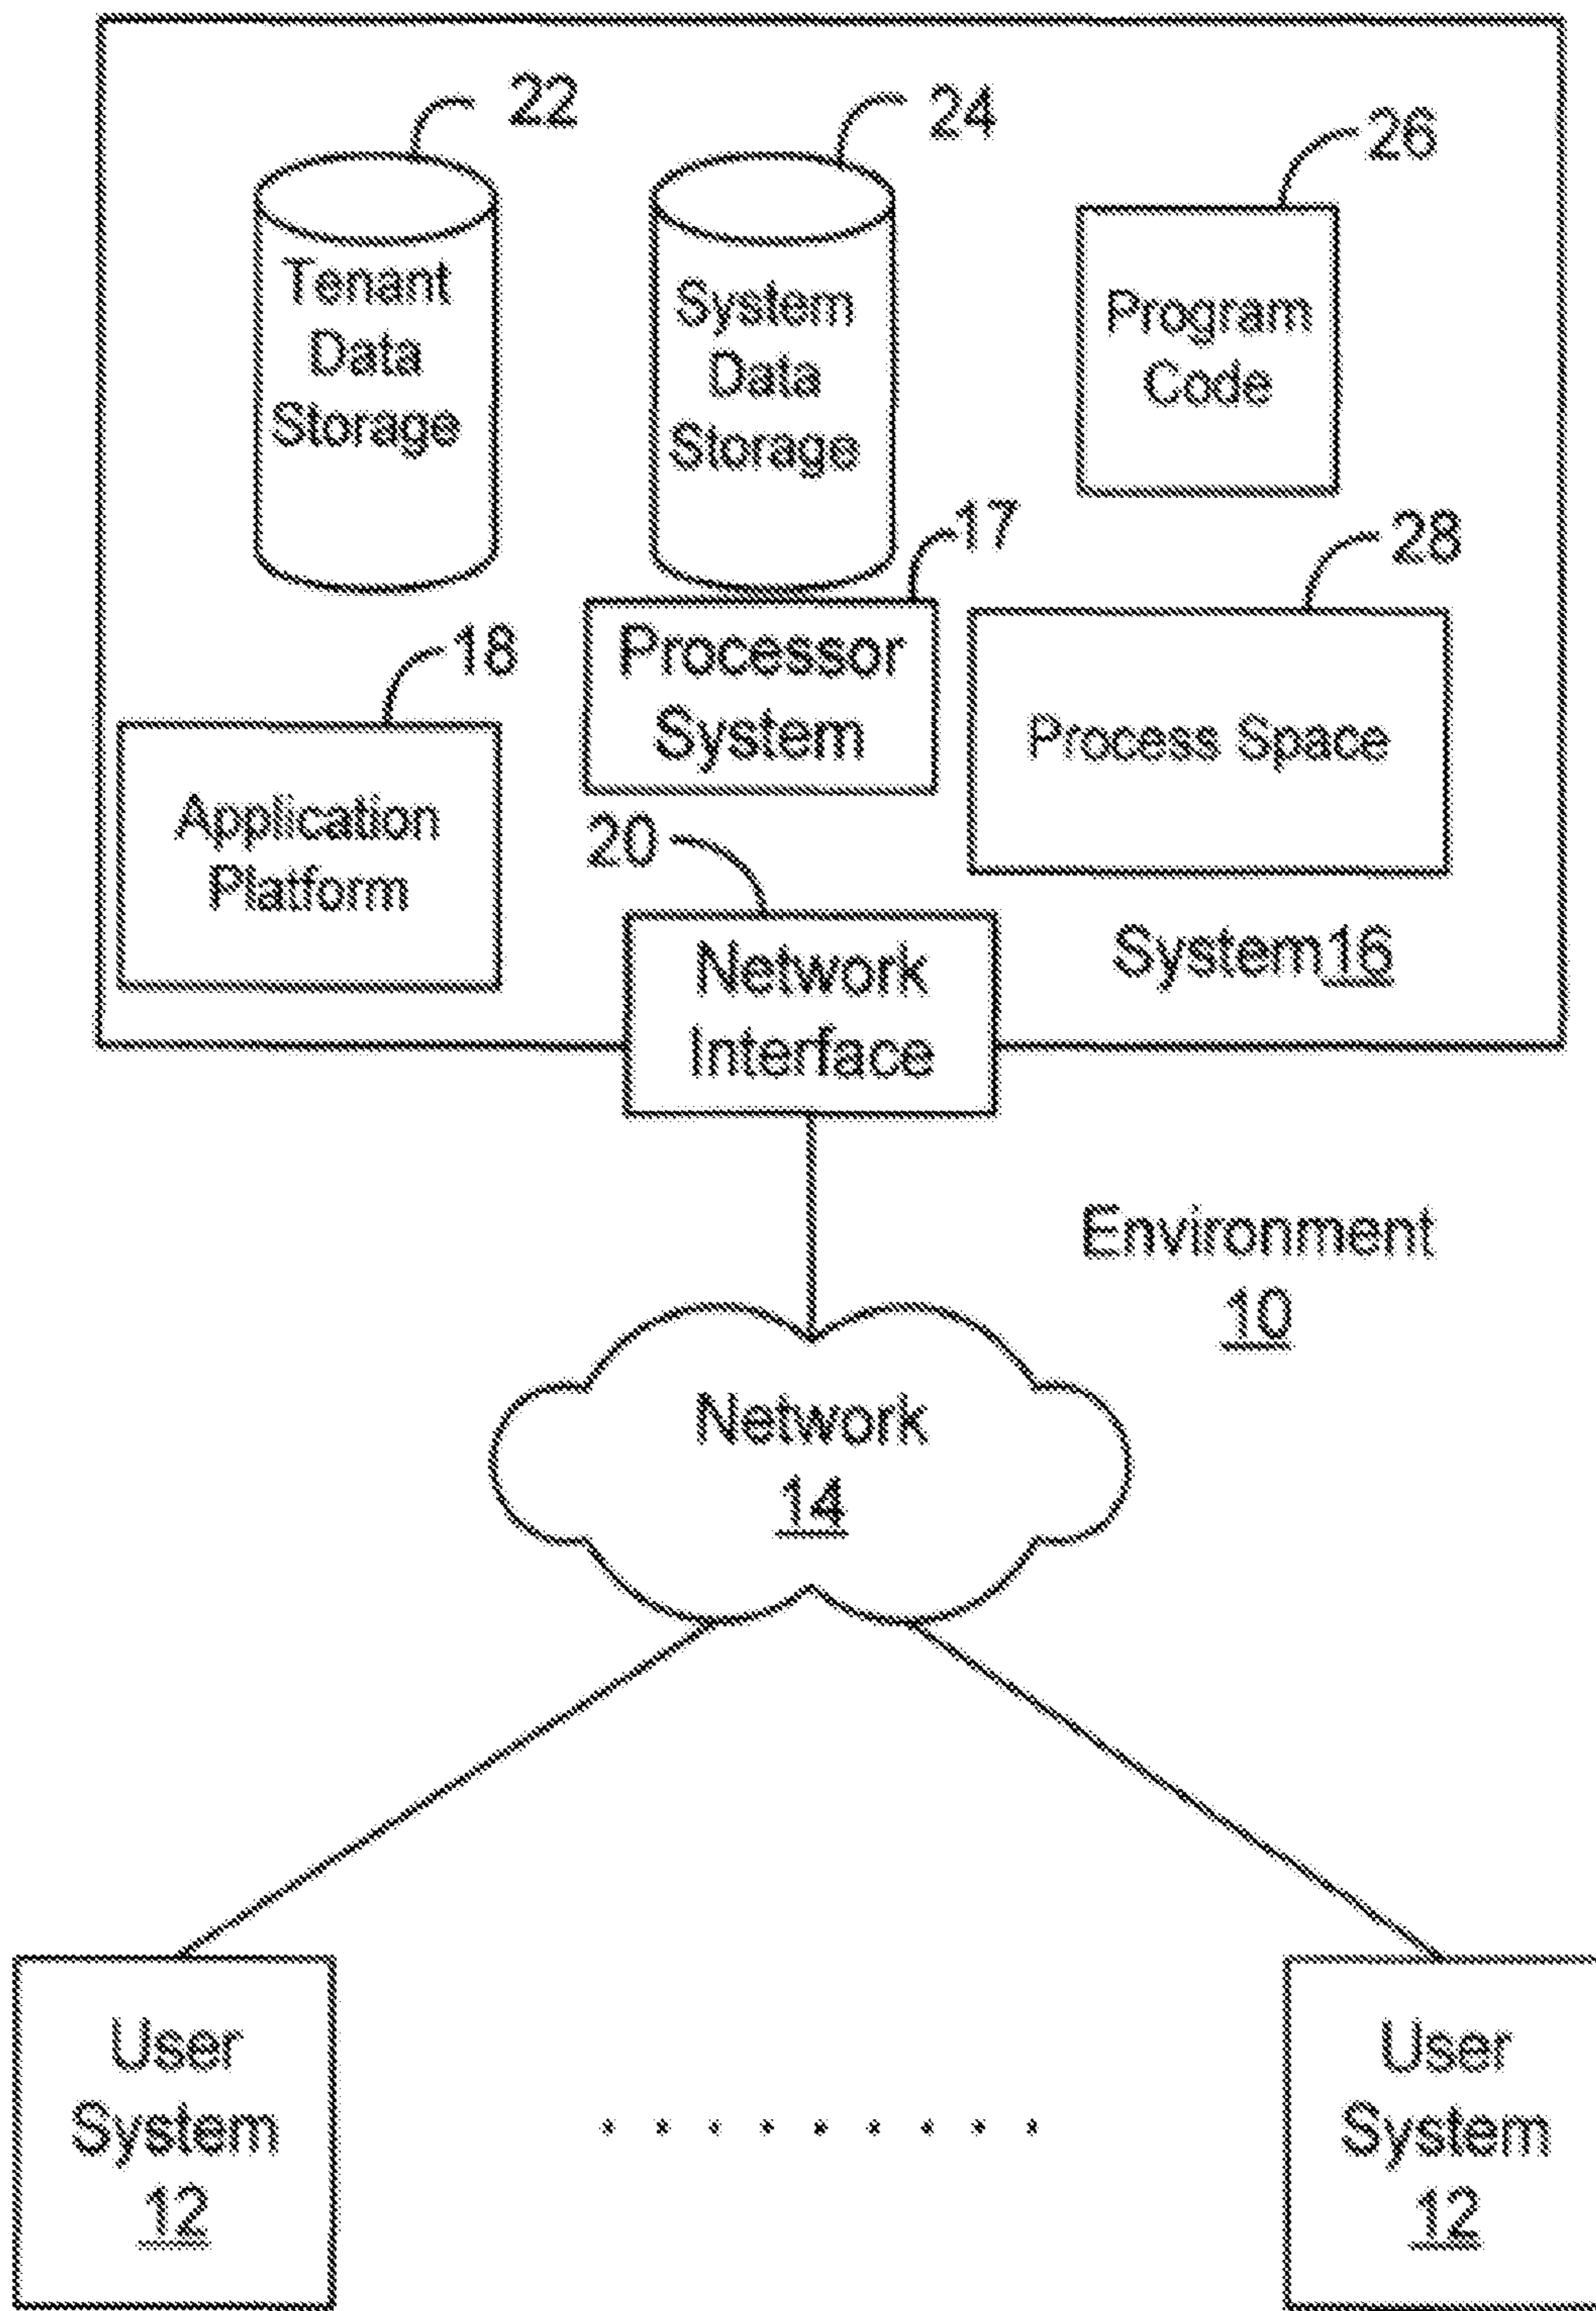 22
24
26
Tenant
Data
Storage
System
Data
Storage
Program
Code
17
28
18
Processor
System
Process Space
Application
Platform
20
Network
Interface
System 16
Environment
10
Network
14
User
System
12
User
System
12